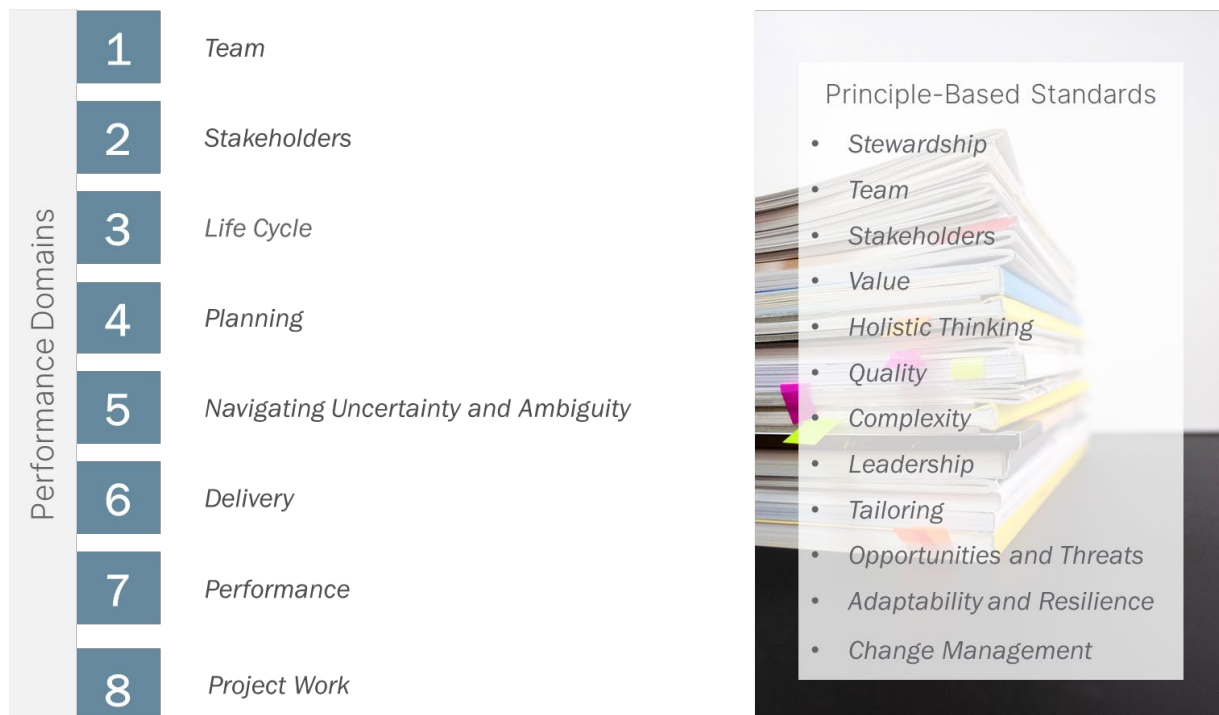 Performance Domains
1
Team
2
Stakeholders
3
Life Cycle
4
Planning
5
Navigating Uncertainty and Ambiguity
6
Delivery
7
Performance
8
Project Work
Principle-Based Standards
• Stewardship
• Team
• Stakeholders
• Value
• Holistic Thinking
• Quality
• Complexity
• Leadership
• Tailoring
• Opportunities and Threats
• Adaptability and Resilience
• Change Management